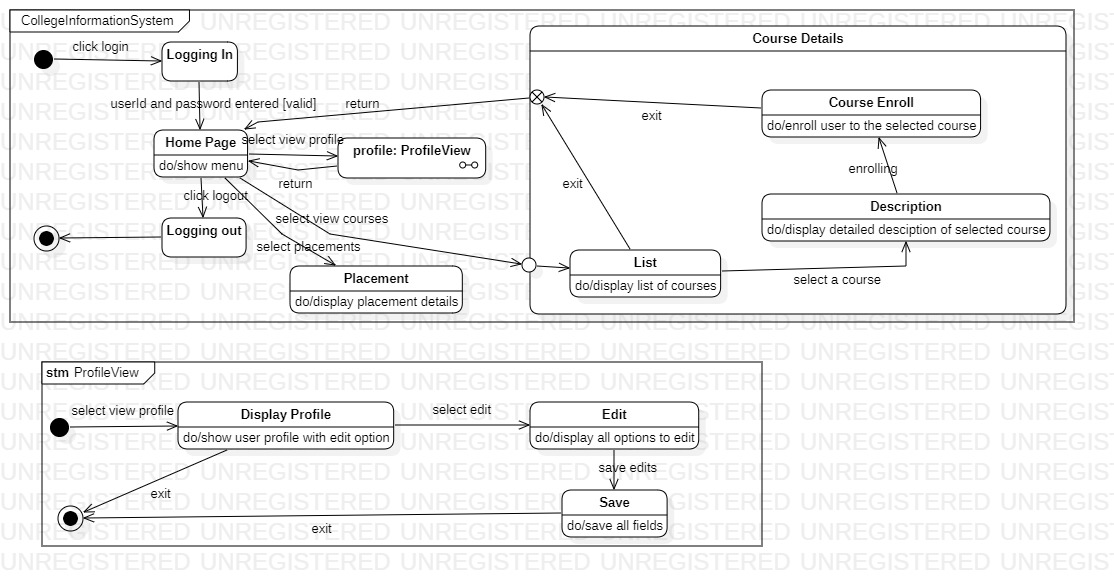 CollegeInformationSystem
click login
Logging In
userId and password entered [valid]
return
Home Page
do/show menu
select view profile
profile: ProfileView
return
click logout
Logging out
select view courses
select placements
Placement
do/display placement details
Course Details
Course Enroll
do/enroll user to the selected course
exit
exit
enrolling
Description
do/display detailed desciption of selected course
List
do/display list of courses
select a course
stm ProfileView
select view profile
Display Profile
do/show user profile with edit option
select edit
Edit
do/display all options to edit
save edits
exit
Save
do/save all fields
exit
UNREGISTERED